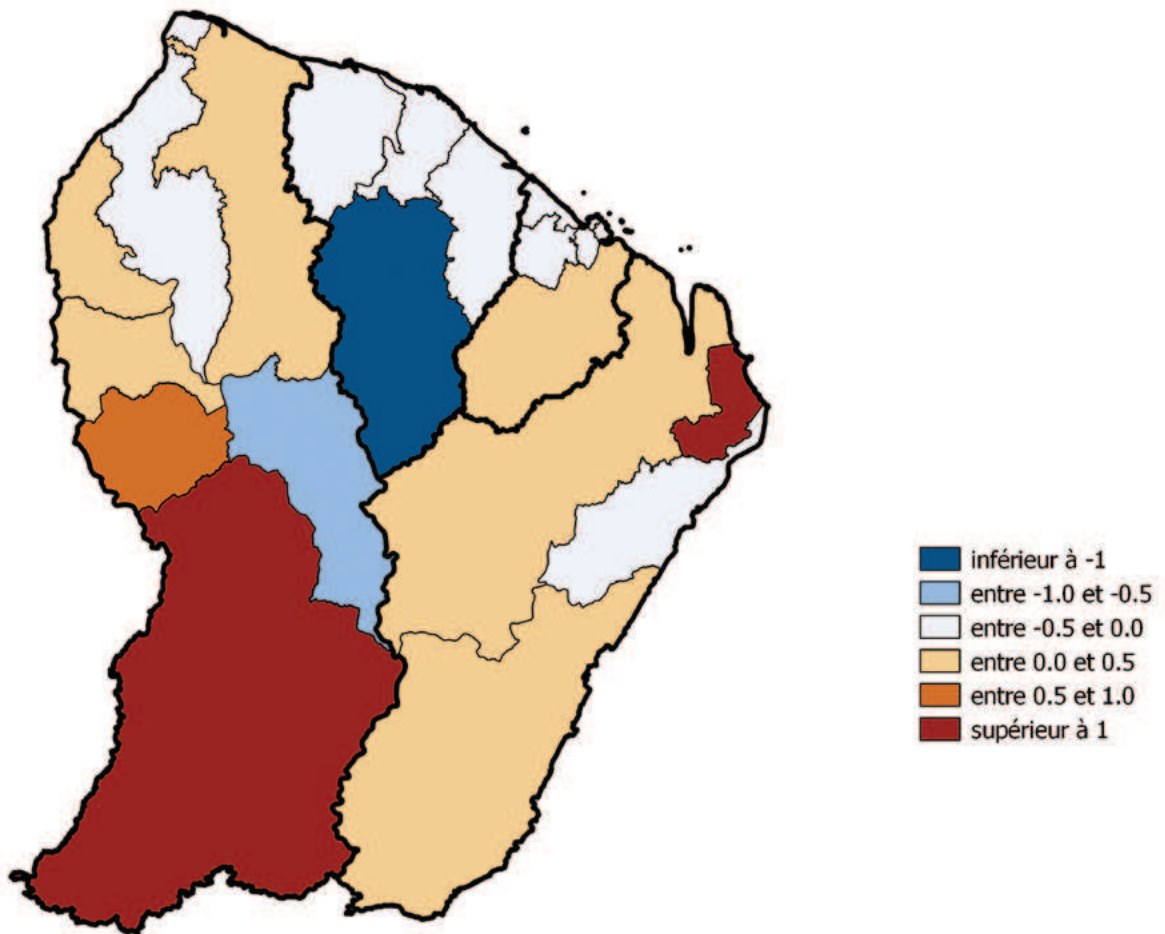 inférieur à -1
entre -1.0 et -0.5
entre -0.5 et 0.0
entre 0.0 et 0.5
entre 0.5 et 1.0
supérieur à 1